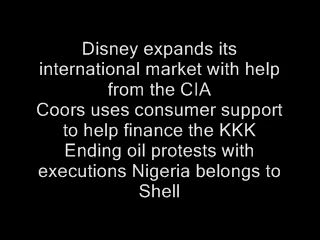 Disney expands its
international market with help
from the CIA
Coors uses consumer support
to help finance the KKK
Ending oil protests with
executions Nigeria belongs to
Shell